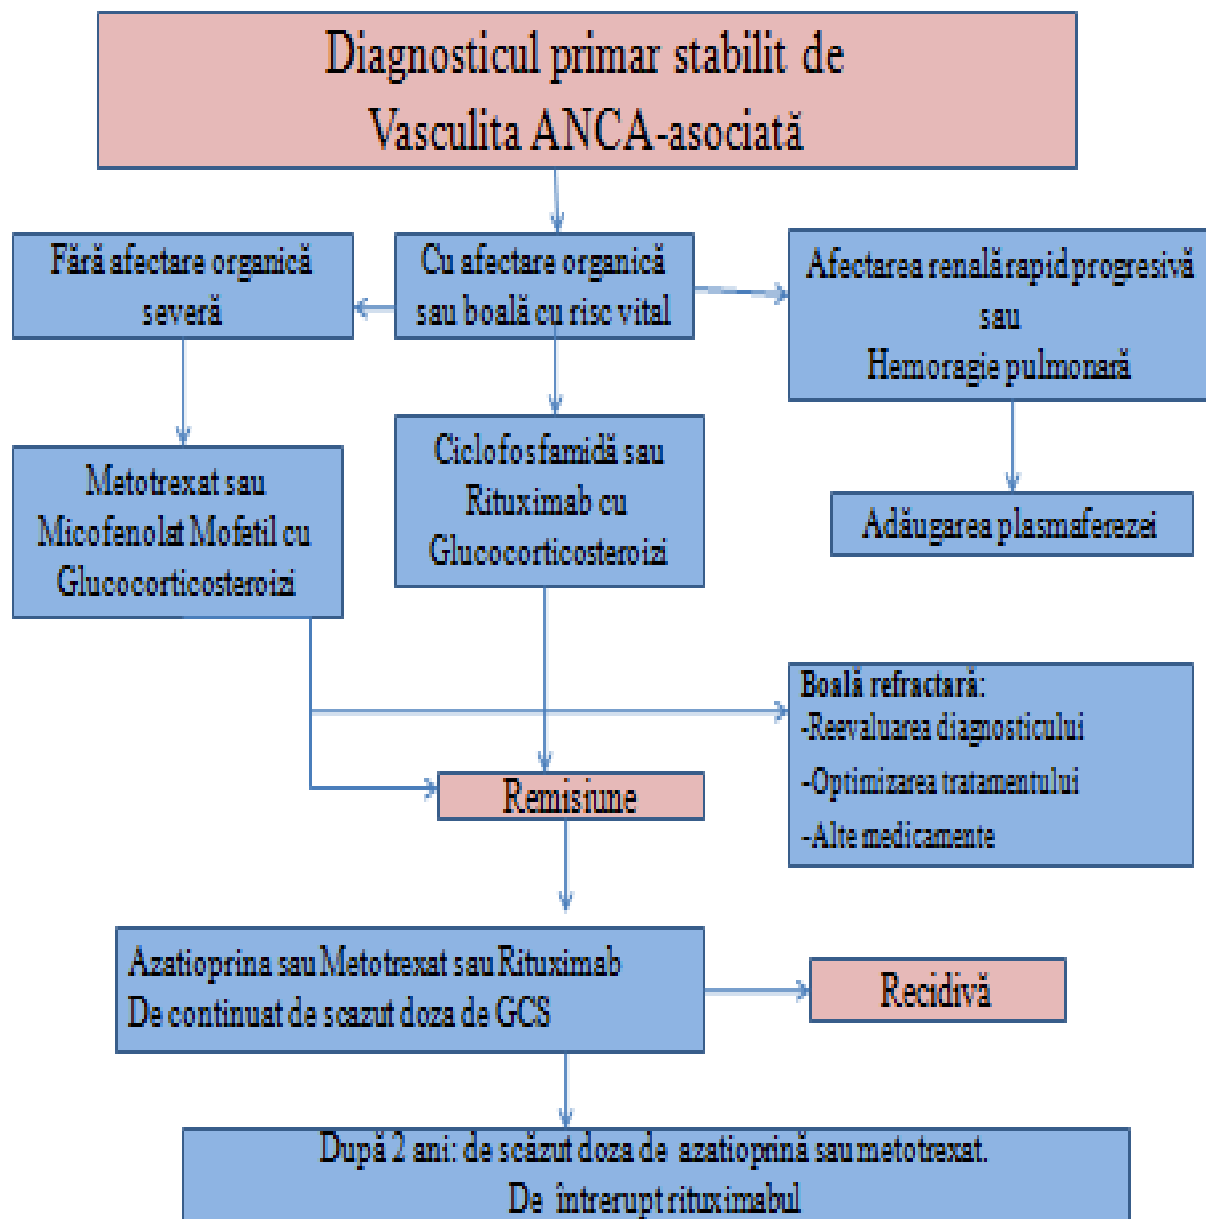 Diagnosticul primar stabilit de
Vasculita ANCA-asociată
Fără afectare organică
severă
Cu afectare organică
sau boală cu risc vital
Afectarea renală rapid progresivă
sau
Hemoragie pulmonară
Metotrexat sau
Micofenolat Mofetil cu
Glucocorticosteroizi
Ciclofosfamidă sau
Rituximab cu
Glucocorticosteroizi
Adăugarea plasmaferezei
Boală refractară:
-Reevaluarea diagnosticului
-Optimizarea tratamentului
-Alte medicamente
Remisiune
Azatioprina sau Metotrexat sau Rituximab
De continuat de scazut doza de GCS
Recidivă
După 2 ani: de scăzut doza de azatioprină sau metotrexat.
De întrerupt rituximabul